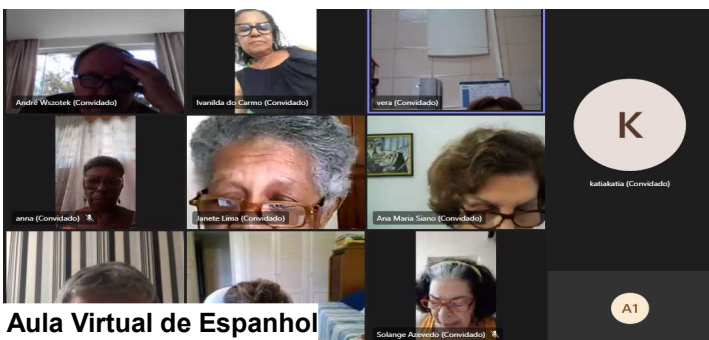 André Wszotek (Convidado)
Ivanilda do Carmo (Convidado)
vera (Convidado)
K
katiakatia (Convidado)
anna (Convidado)
Janete Lima (Convidado)
Ana Maria Siano (Convidado)
Aula Virtual de Espanhol
Solange Azevedo (Convidado)
A1